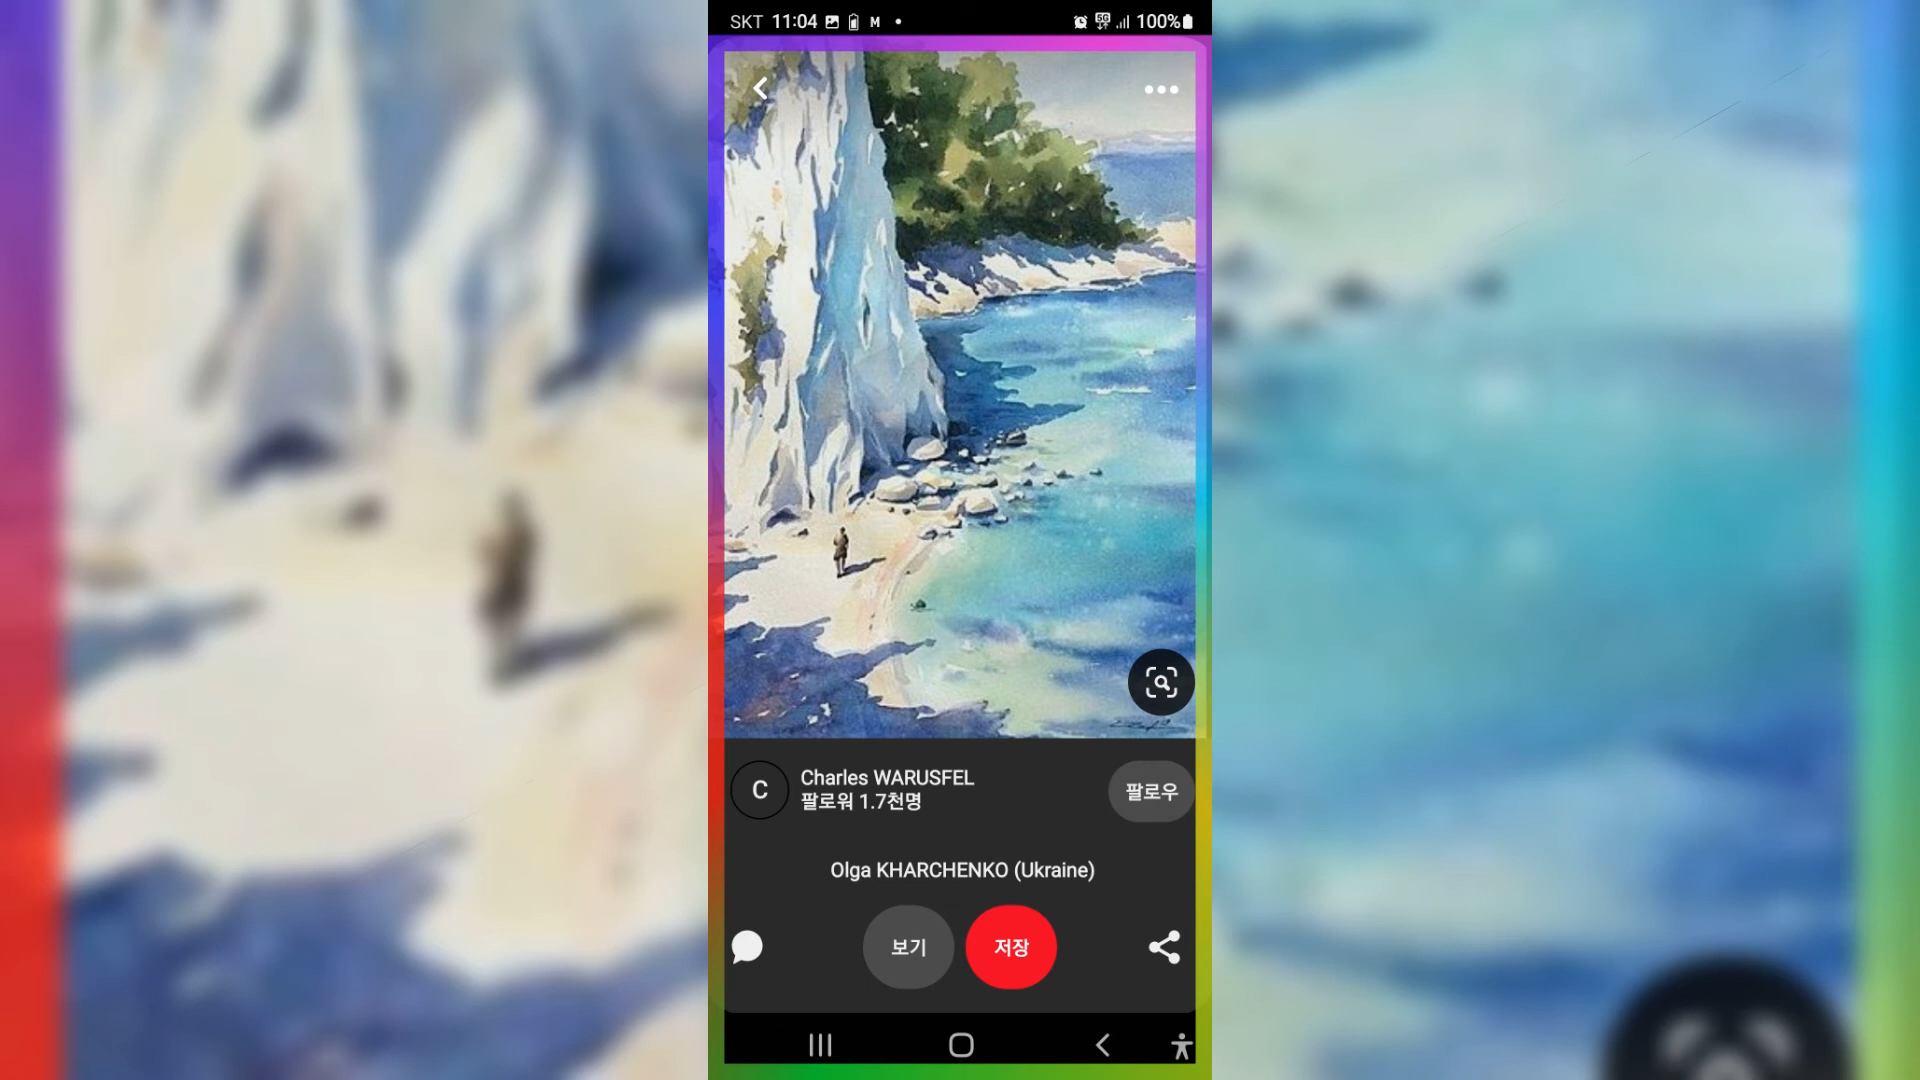 SKT 11:04 M 5G 100%
C
Charles WARUSFEL
팔로워 1.7천명
팔로우
Olga KHARCHENKO (Ukraine)
보기
저장